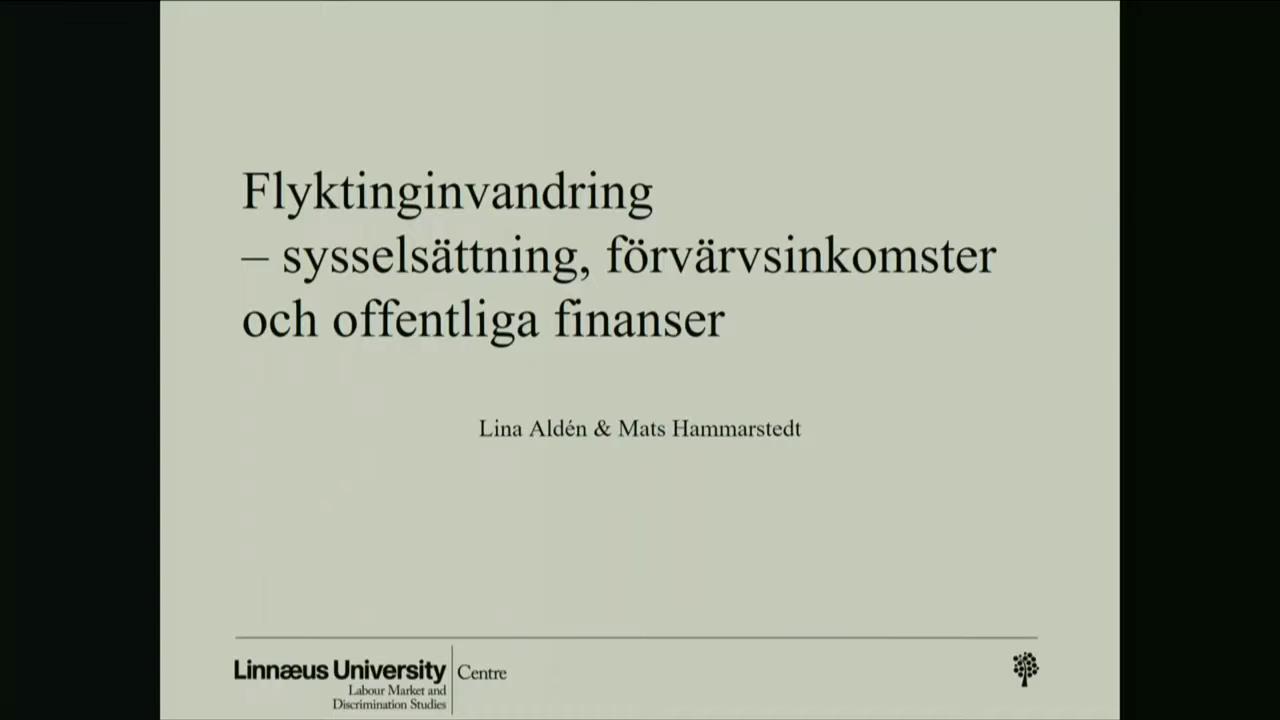 Flyktinginvandring
– sysselsättning, förvärvsinkomster
och offentliga finanser
Lina Aldén & Mats Hammarstedt
Linnæus University Centre
Labour Market and
Discrimination Studies